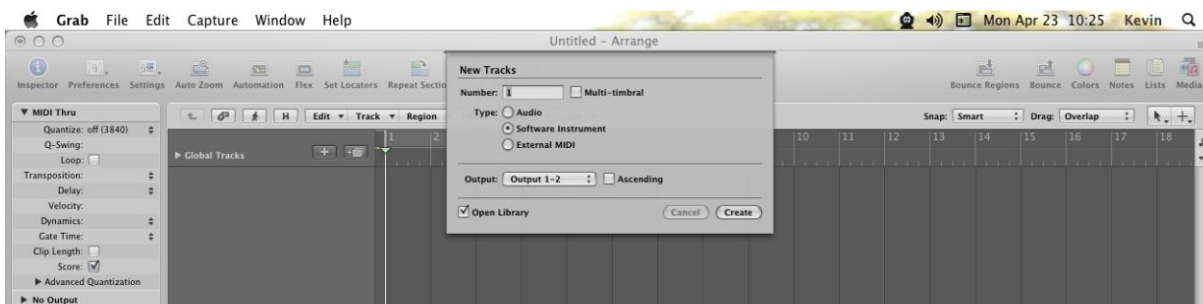 Grab File Edit Capture Window Help Mon Apr 23 10:25 Kevin
Untitled - Arrange
Inspector Preferences Settings Auto Zoom Automation Flex Set Locators Repeat Sectio Bounce Regions Bounce Colors Notes Lists Media
New Tracks
Number: 1 Multi-timbral
Type: Audio
Software Instrument
External MIDI
Output: Output 1-2 Ascending
Open Library Cancel Create
MIDI Thru
Quantize: off (3840)
Q-Swing:
Loop:
Transposition:
Delay:
Velocity:
Dynamics:
Gate Time:
Clip Length:
Score:
Advanced Quantization
No Output
H Edit Track Region Snap: Smart Drag: Overlap
1 2 10 11 12 13 14 15 16 17 18
Global Tracks